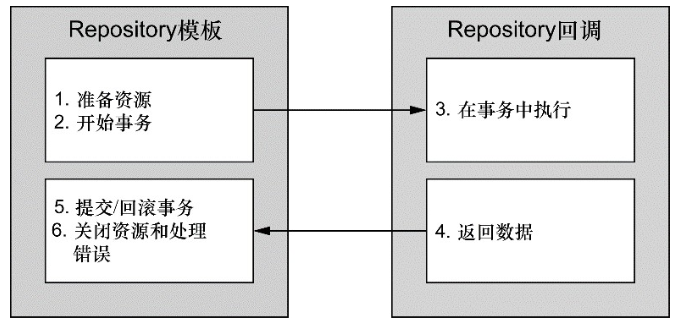 Repository模板
1. 准备资源
2. 开始事务
5. 提交/回滚事务
6. 关闭资源和处理
错误
Repository回调
3. 在事务中执行
4. 返回数据